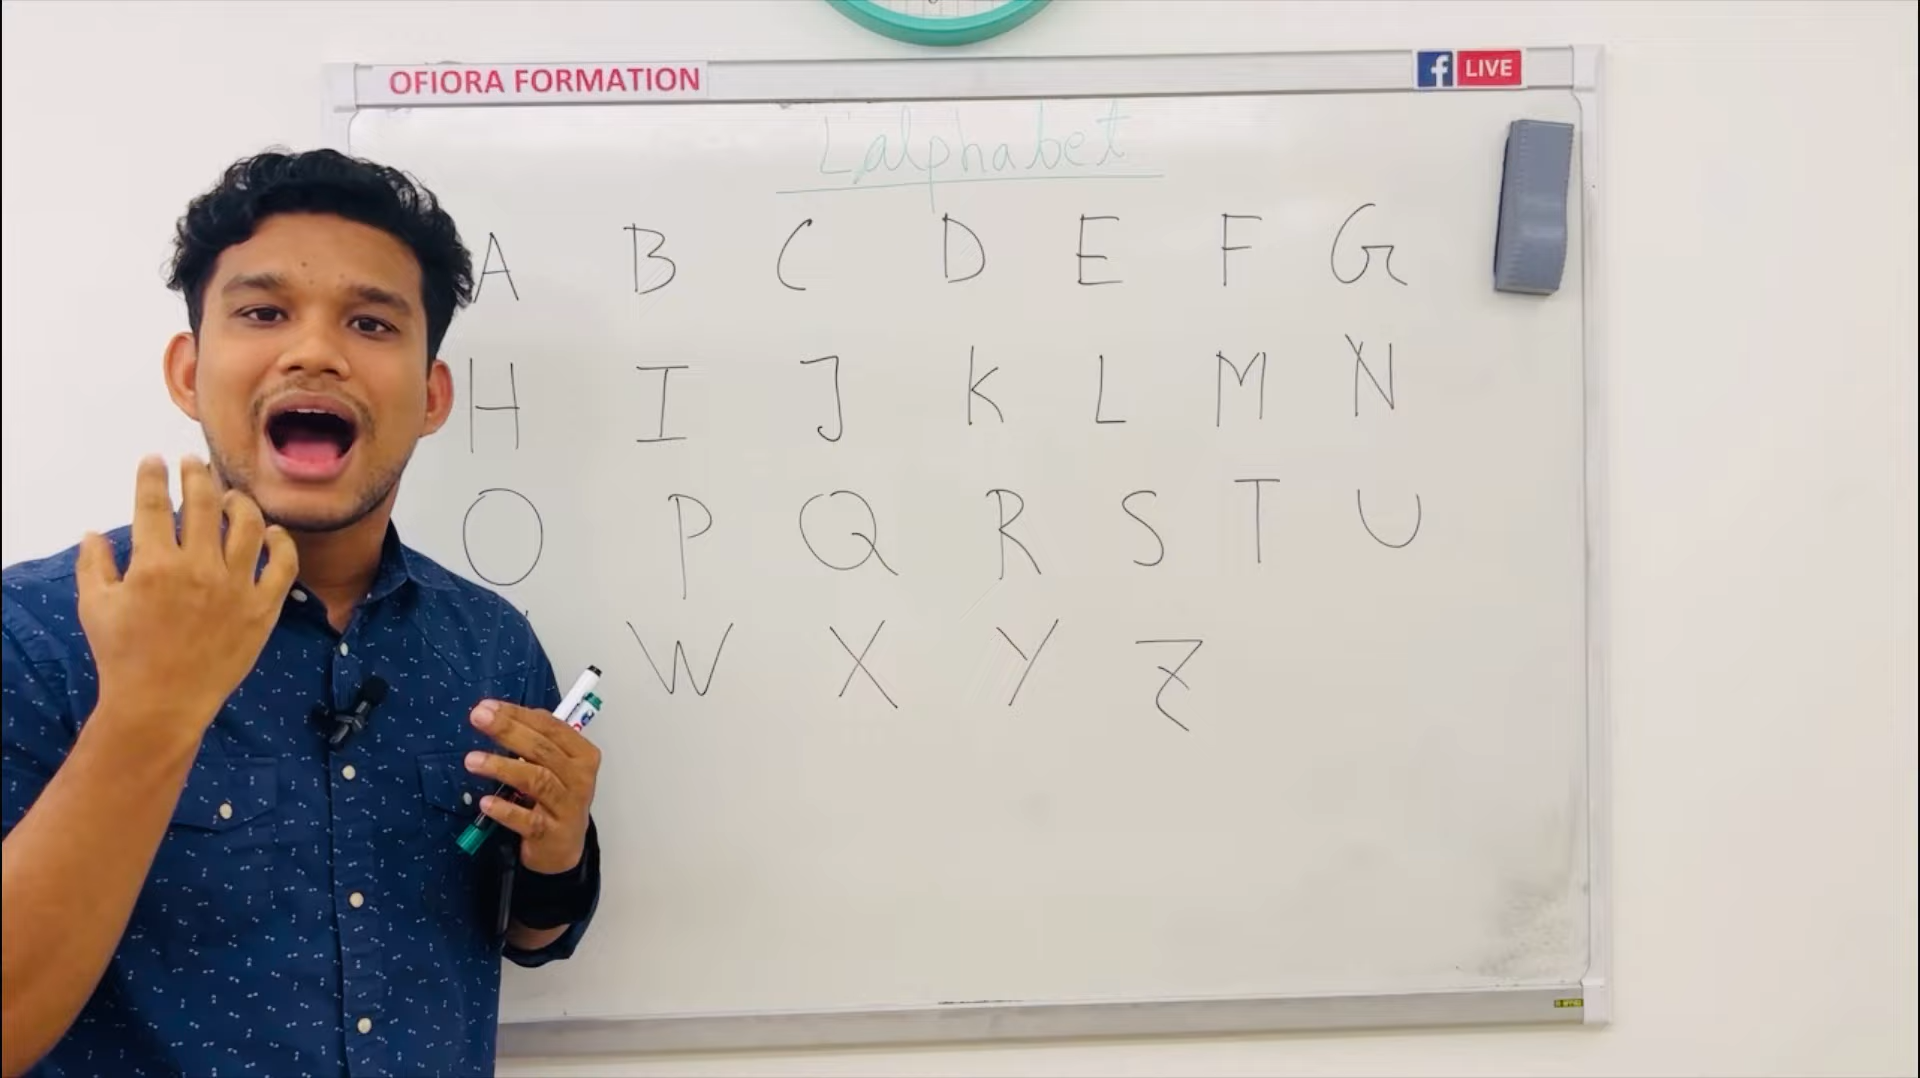 OFIORA FORMATION
f LIVE
L'alphabet
A B C D E F G
H I J K L M N
O P Q R S T U
W X Y Z